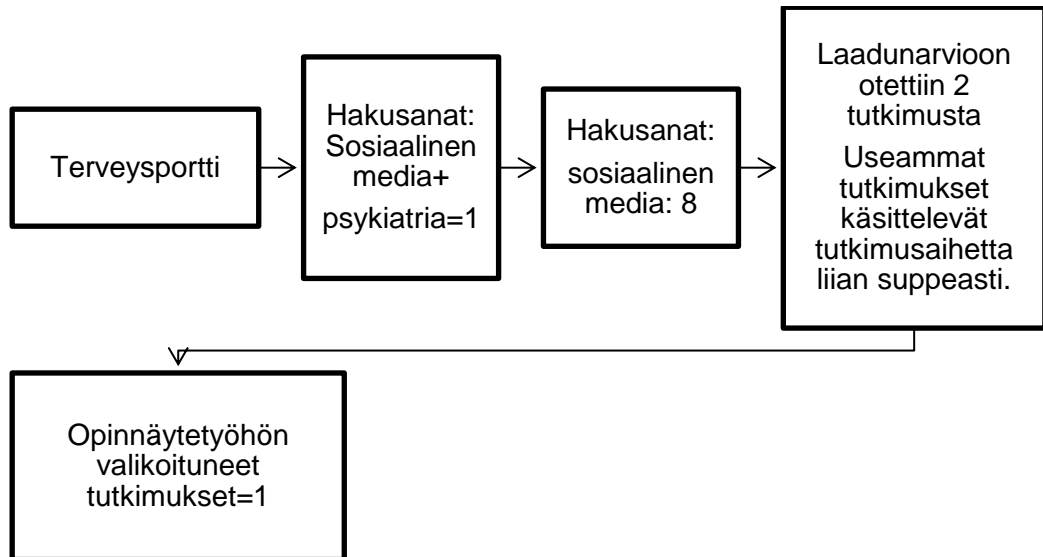 Terveysportti
Hakusanat:
Sosiaalinen
media+
psykiatria=1
Hakusanat:
sosiaalinen
media: 8
Laadunarvioon
otettiin 2
tutkimusta
Useammat
tutkimukset
käsittelevät
tutkimusaihetta
liian suppeasti.
Opinnäytetyöhön
valikoituneet
tutkimukset=1